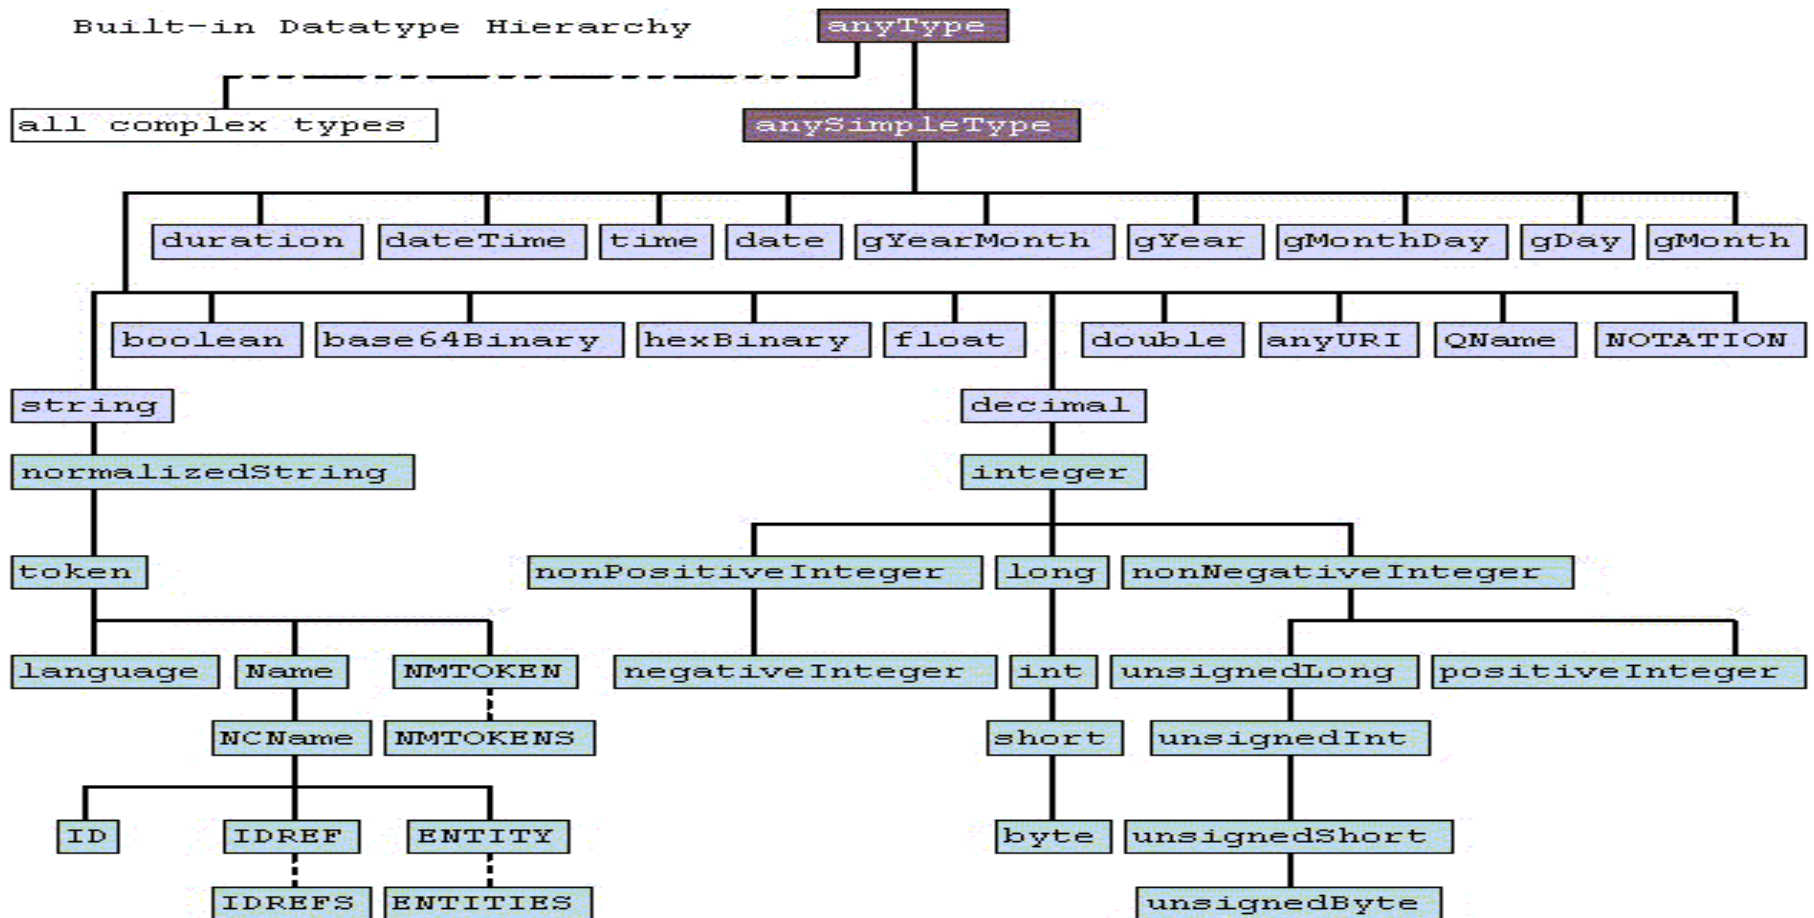 Built-in Datatype Hierarchy anyType
all complex types anySimpleType
duration dateTime time date gYearMonth gYear gMonthDay gDay gMonth
boolean base64Binary hexBinary float double anyURI QName NOTATION
string decimal
normalizedString integer
token nonPositiveInteger long nonNegativeInteger
language Name NMTOKEN negativeInteger int unsignedLong positiveInteger
NCName NMTOKENS short unsignedInt
ID IDREF ENTITY byte unsignedShort
IDREFS ENTITIES unsignedByte